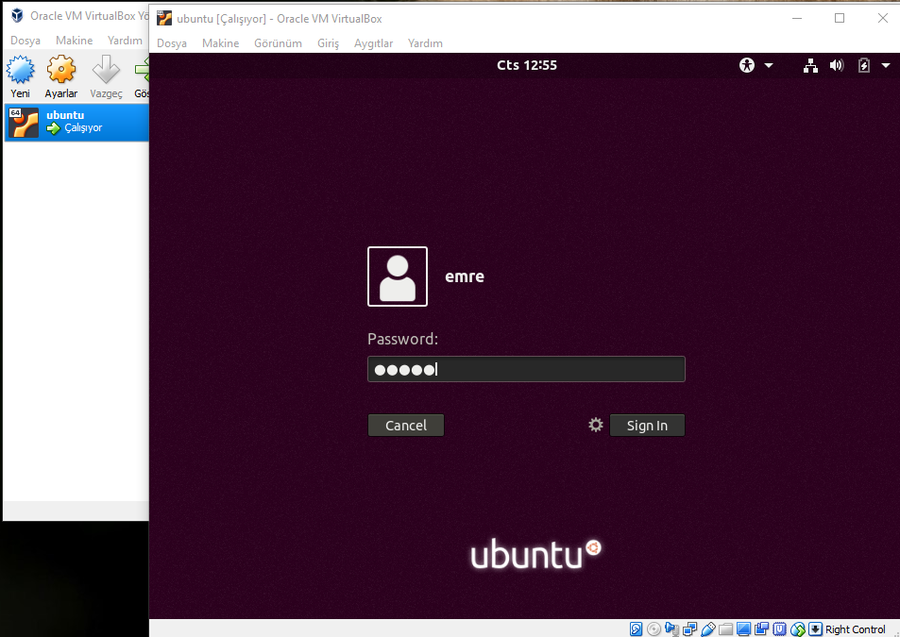 Oracle VM VirtualBox Yö
Dosya Makine Yardım
Yeni Ayarlar Vazgeç Gös
64
ubuntu
Çalışıyor
ubuntu [Çalışıyor] - Oracle VM VirtualBox
Dosya Makine Görünüm Giriş Aygıtlar Yardım
Cts 12:55
emre
Password:
Cancel Sign In
ubuntu
Right Control